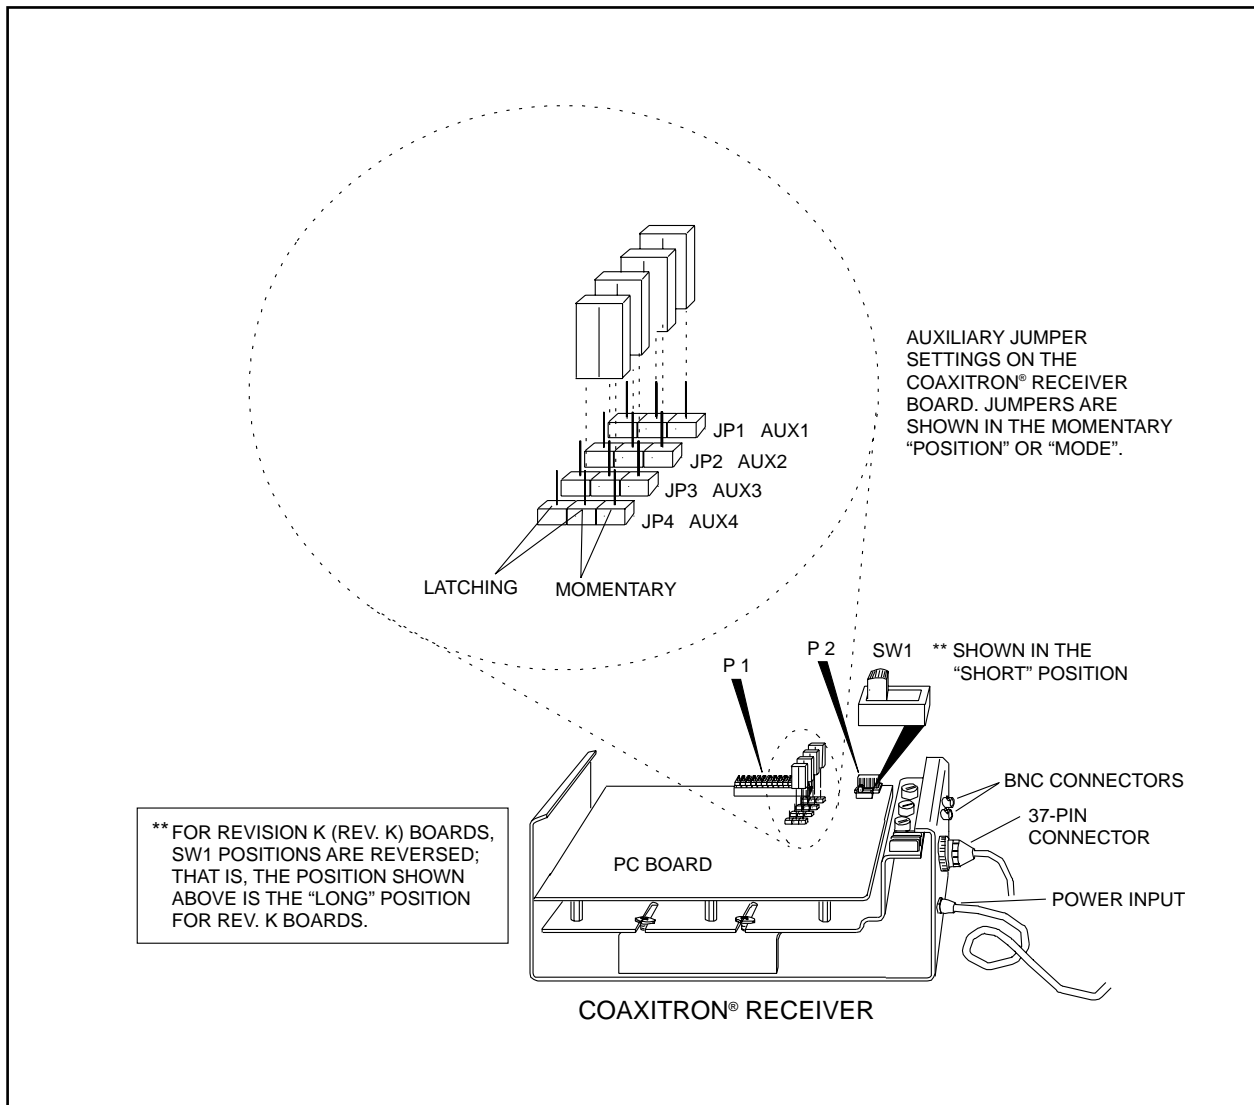 AUXILIARY JUMPER
SETTINGS ON THE
COAXITRON® RECEIVER
BOARD. JUMPERS ARE
SHOWN IN THE MOMENTARY
“POSITION” OR “MODE”.
JP1 AUX1
JP2 AUX2
JP3 AUX3
JP4 AUX4
LATCHING
MOMENTARY
P 1
P 2
SW1
** SHOWN IN THE
“SHORT” POSITION
BNC CONNECTORS
37-PIN
CONNECTOR
POWER INPUT
PC BOARD
** FOR REVISION K (REV. K) BOARDS,
SW1 POSITIONS ARE REVERSED;
THAT IS, THE POSITION SHOWN
ABOVE IS THE “LONG” POSITION
FOR REV. K BOARDS.
COAXITRON® RECEIVER